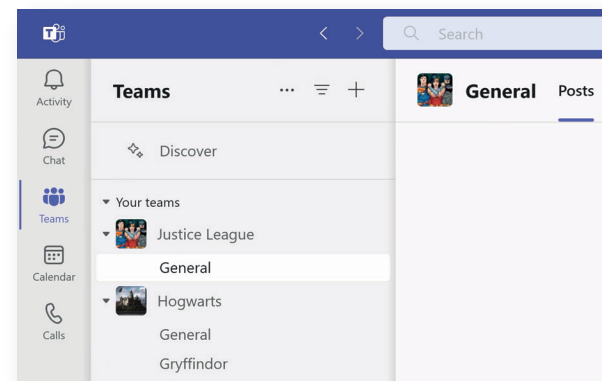 Search
Activity
Chat
Teams
Calendar
Calls
Teams
Discover
Your teams
Justice League
General
Hogwarts
General
Gryffindor
General Posts